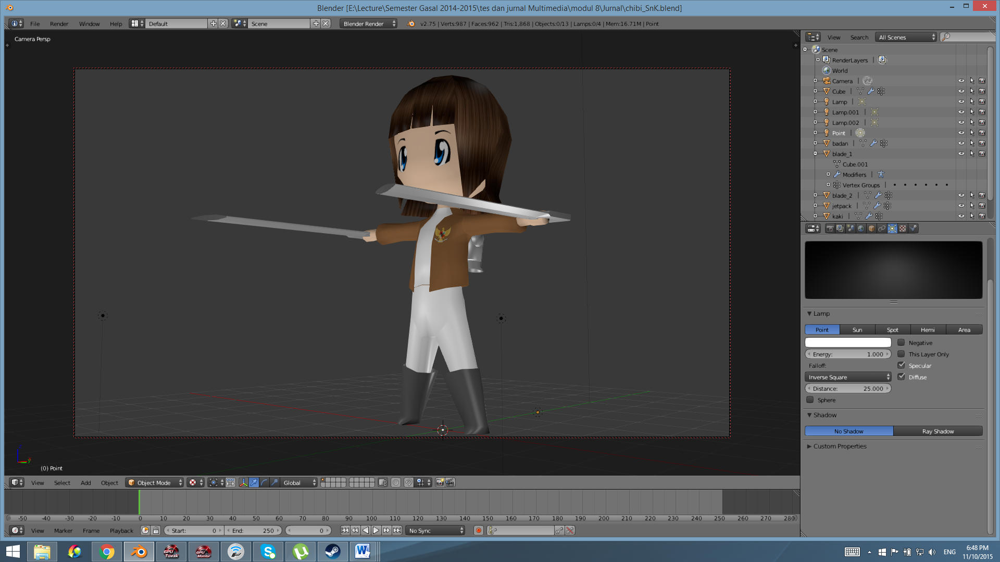 Blender [E:\Lecture\Semester Gasal 2014-2015\tes dan jurnal Multimedia\modul 8\Jurnal\chibi_SnK.blend]
File Render Window Help Default Scene Blender Render v2.75 | Verts:987 | Faces:962 | Tris:1,868 | Objects:0/13 | Lamps:0/4 | Mem:16.71M | Point
Camera Persp
(0) Point
View Select Add Object Object Mode Global
-50 -40 -30 -20 -10 0 10 20 30 40 50 60 70 80 90 100 110 120 130 140 150 160 170 180 190 200 210 220 230 240 250 260 270 280
View Marker Frame Playback Start: 0 End: 250 0 No Sync
View Search All Scenes
Scene
RenderLayers |
World
Camera |
Cube |
Lamp |
Lamp.001 |
Lamp.002 |
Point |
badan |
blade_1
Cube.001
Modifiers |
Vertex Groups |
blade_2 |
jetpack |
kaki |
Lamp
Point Sun Spot Hemi Area
Negative
Energy: 1.000 This Layer Only
Falloff: Specular
Inverse Square Diffuse
Distance: 25.000
Sphere
Shadow
No Shadow Ray Shadow
Custom Properties
GPU Tweak
GPU Monitor
ENG
6:48 PM
11/10/2015